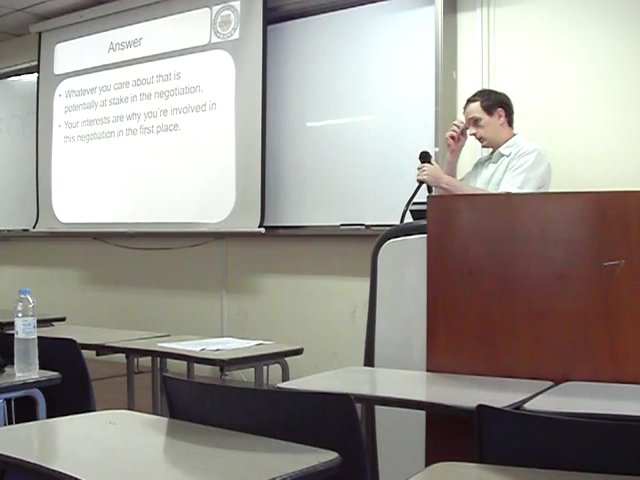 Answer
• Whatever you care about that is
potentially at stake in the negotiation.
• Your interests are why you're involved in
this negotiation in the first place.